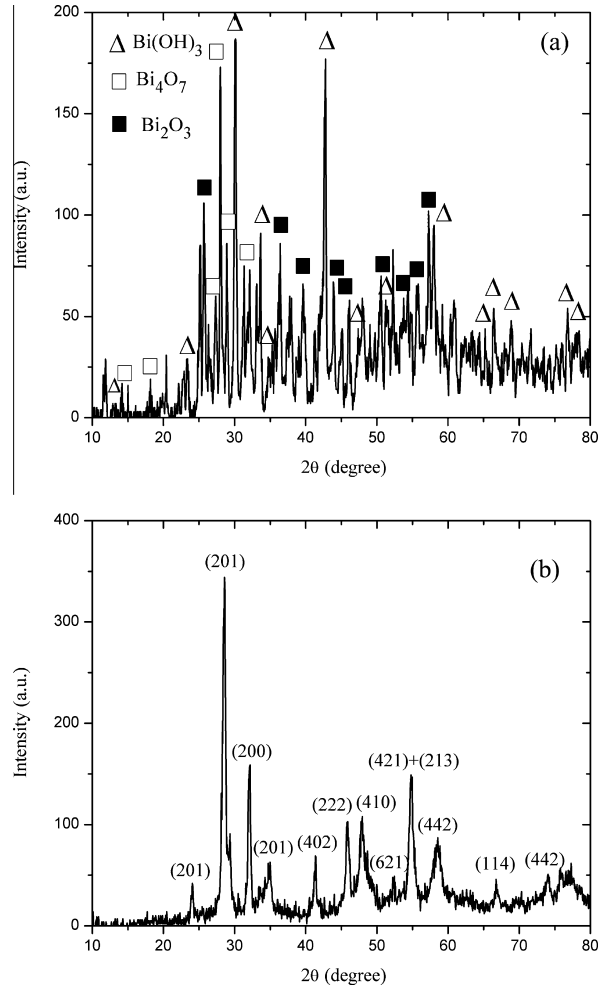 200
(a)
Bi(OH)3
Bi4O7
Bi2O3
150
100
50
0
Intensity (a.u.)
10 20 30 40 50 60 70 80
2θ (degree)
400
(b)
(201)
300
200
(200)
(421)+(213)
(222) (410)
(442)
100
(402)
(201)
(621)
(201)
(114) (442)
0
Intensity (a.u.)
10 20 30 40 50 60 70 80
2θ (degree)